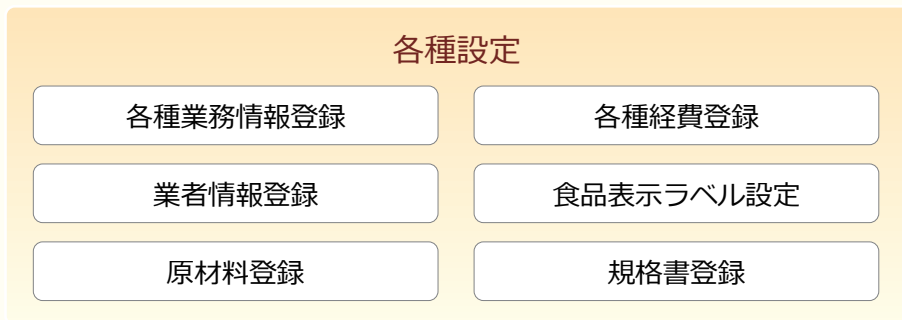 各種設定
各種業務情報登録
各種経費登録
業者情報登録
食品表示ラベル設定
原材料登録
規格書登録